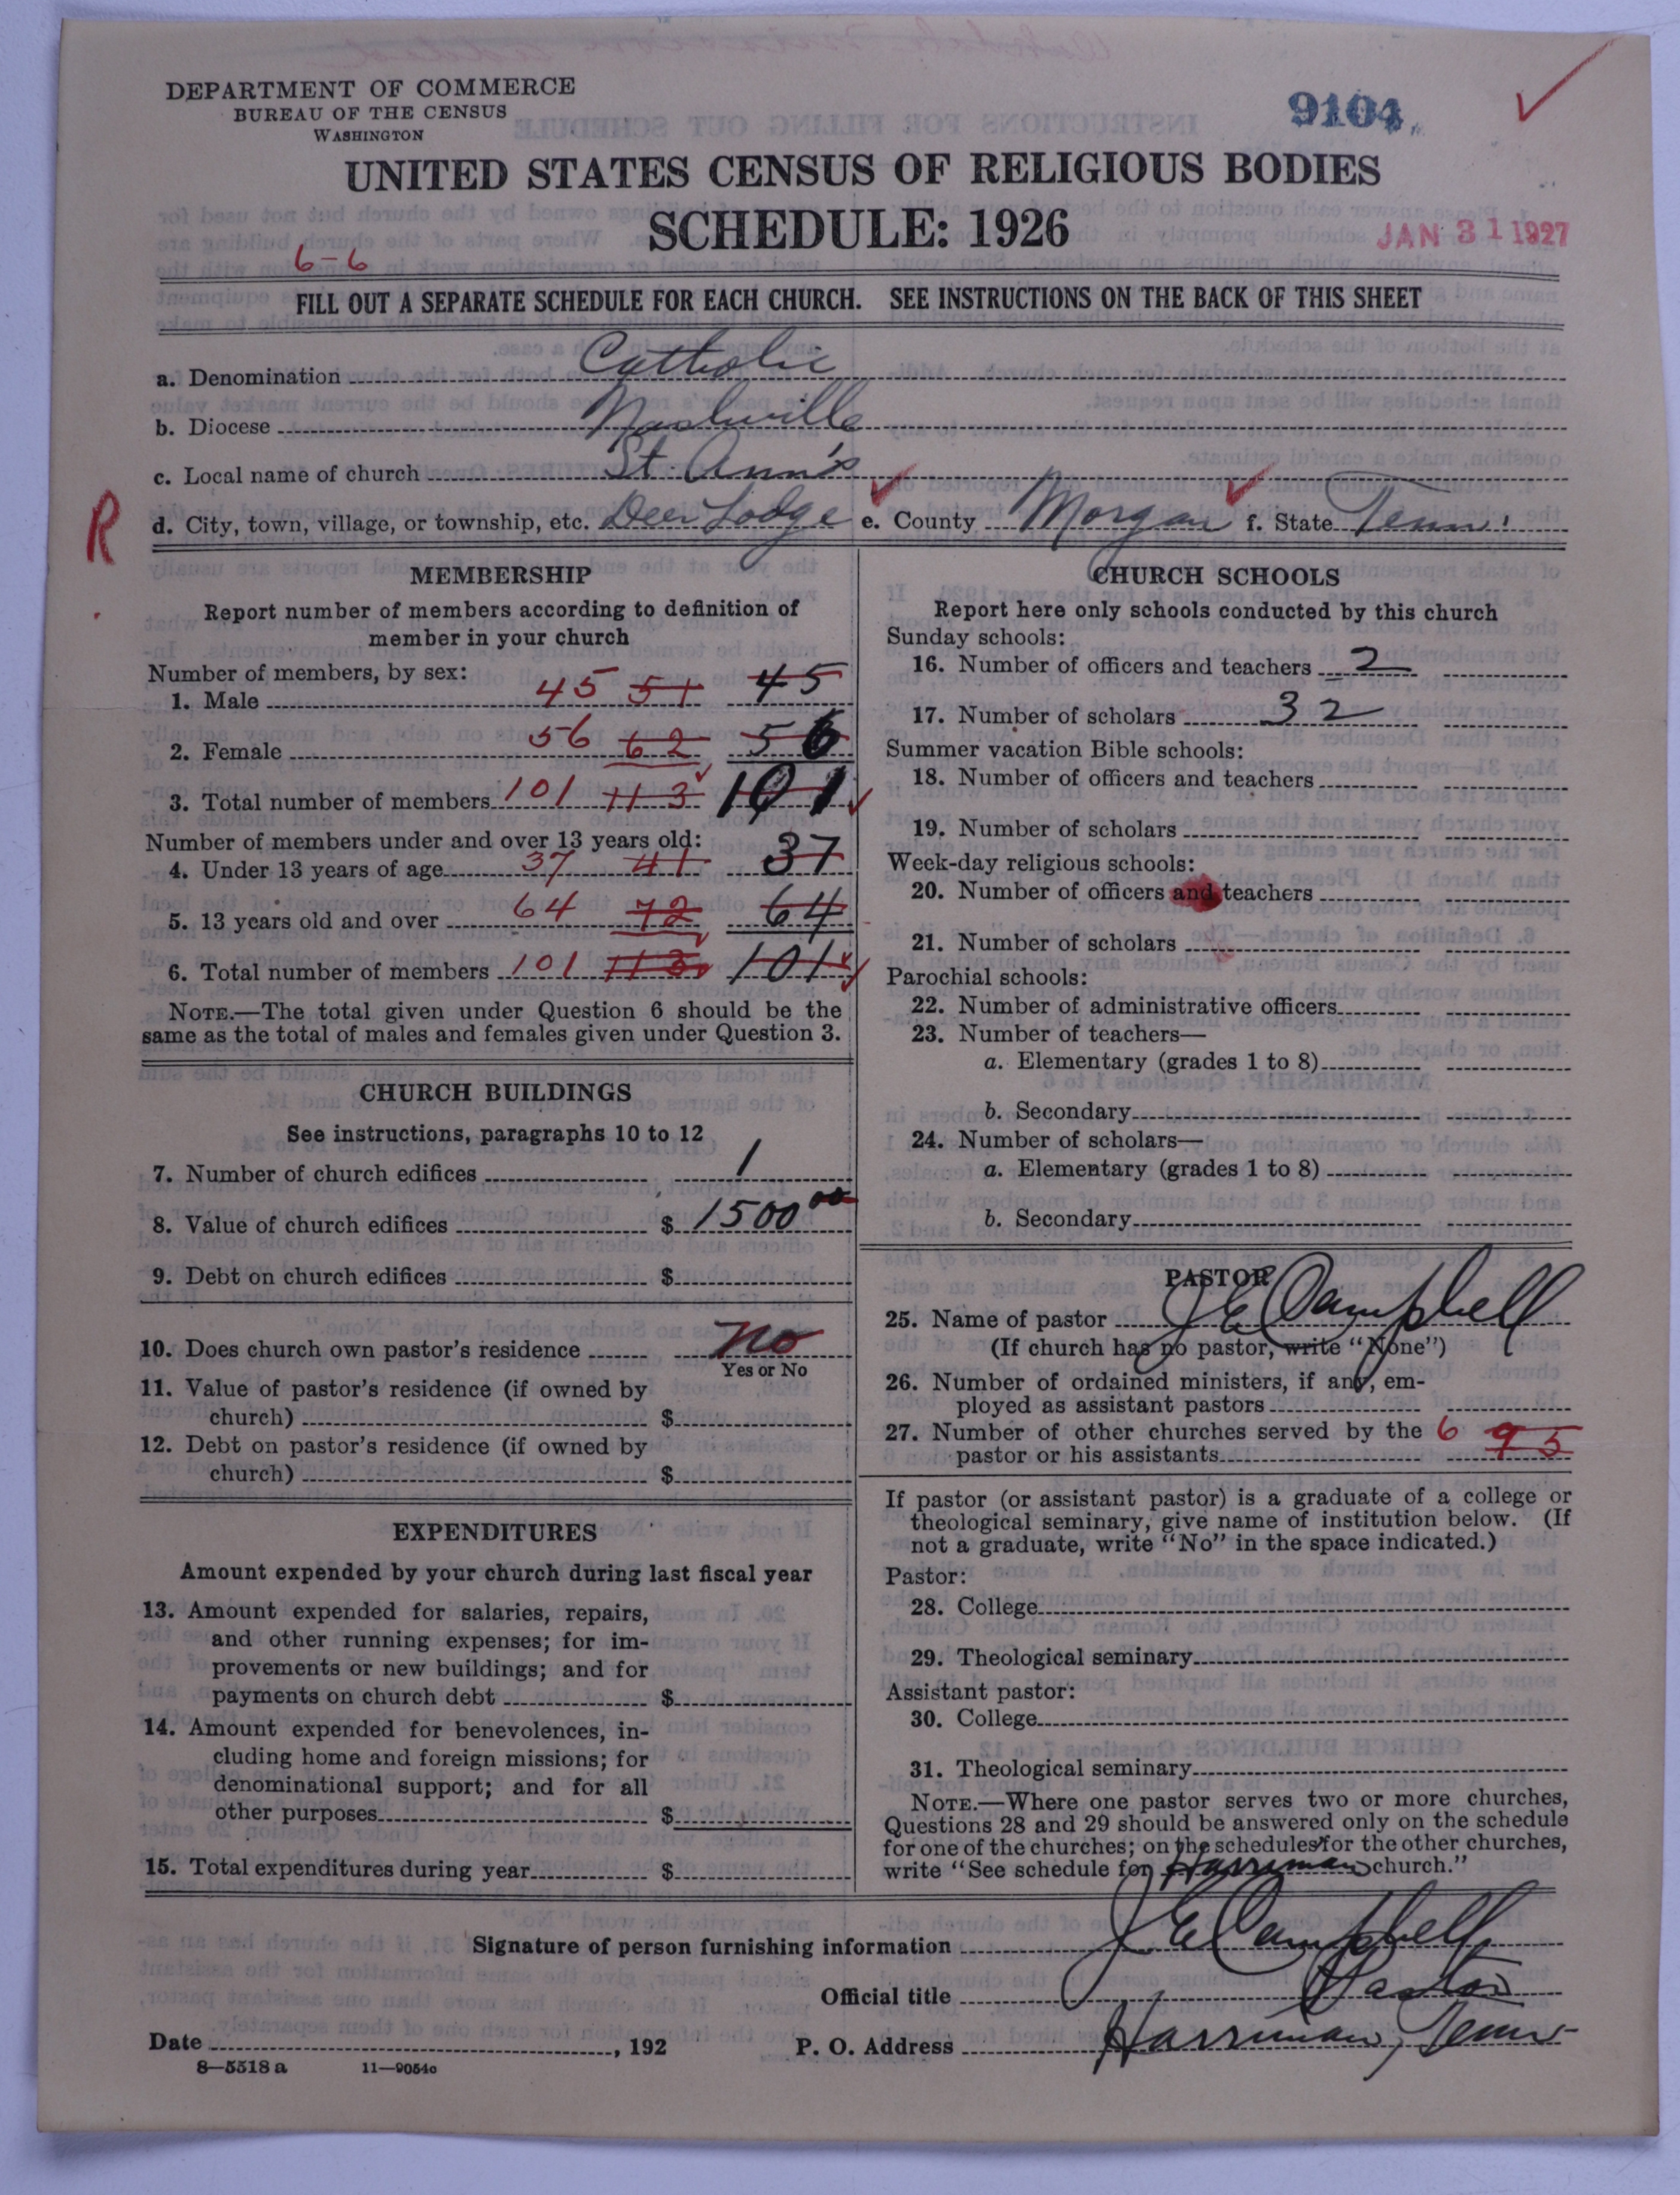 DEPARTMENT OF COMMERCE
BUREAU OF THE CENSUS
WASHINGTON
9104
UNITED STATES CENSUS OF RELIGIOUS BODIES
SCHEDULE: 1926
JAN 31 1927
6-6
FILL OUT A SEPARATE SCHEDULE FOR EACH CHURCH. SEE INSTRUCTIONS ON THE BACK OF THIS SHEET
a. Denomination Catholic
b. Diocese Nashville
c. Local name of church St. Ann's
R d. City, town, village, or township, etc. Deer Lodge e. County Morgan f. State Tenn.
MEMBERSHIP
Report number of members according to definition of
member in your church
Number of members, by sex:
1. Male 45 51 45
2. Female 56 62 56
3. Total number of members 101 113 101
Number of members under and over 13 years old:
4. Under 13 years of age 37 41 37
5. 13 years old and over 64 72 64
6. Total number of members 101 113 101
NOTE.—The total given under Question 6 should be the
same as the total of males and females given under Question 3.
CHURCH BUILDINGS
See instructions, paragraphs 10 to 12
7. Number of church edifices 1
8. Value of church edifices $ 1500 00
9. Debt on church edifices $
10. Does church own pastor's residence No
Yes or No
11. Value of pastor's residence (if owned by
church) $
12. Debt on pastor's residence (if owned by
church) $
EXPENDITURES
Amount expended by your church during last fiscal year
13. Amount expended for salaries, repairs,
and other running expenses; for im-
provements or new buildings; and for
payments on church debt $
14. Amount expended for benevolences, in-
cluding home and foreign missions; for
denominational support; and for all
other purposes $
15. Total expenditures during year $
CHURCH SCHOOLS
Report here only schools conducted by this church
Sunday schools:
16. Number of officers and teachers 2
17. Number of scholars 32
Summer vacation Bible schools:
18. Number of officers and teachers
19. Number of scholars
Week-day religious schools:
20. Number of officers and teachers
21. Number of scholars
Parochial schools:
22. Number of administrative officers
23. Number of teachers—
a. Elementary (grades 1 to 8)
b. Secondary
24. Number of scholars—
a. Elementary (grades 1 to 8)
b. Secondary
PASTOR
25. Name of pastor J E Campbell
(If church has no pastor, write "None")
26. Number of ordained ministers, if any, em-
ployed as assistant pastors
27. Number of other churches served by the 6 95
pastor or his assistants
If pastor (or assistant pastor) is a graduate of a college or
theological seminary, give name of institution below. (If
not a graduate, write "No" in the space indicated.)
Pastor:
28. College
29. Theological seminary
Assistant pastor:
30. College
31. Theological seminary
NOTE.—Where one pastor serves two or more churches,
Questions 28 and 29 should be answered only on the schedule
for one of the churches; on the schedules for the other churches,
write "See schedule for Harriman church."
Signature of person furnishing information J E Campbell
Official title Pastor
Date , 192 P. O. Address Harriman, Tenn
8—5518 a 11—9054c